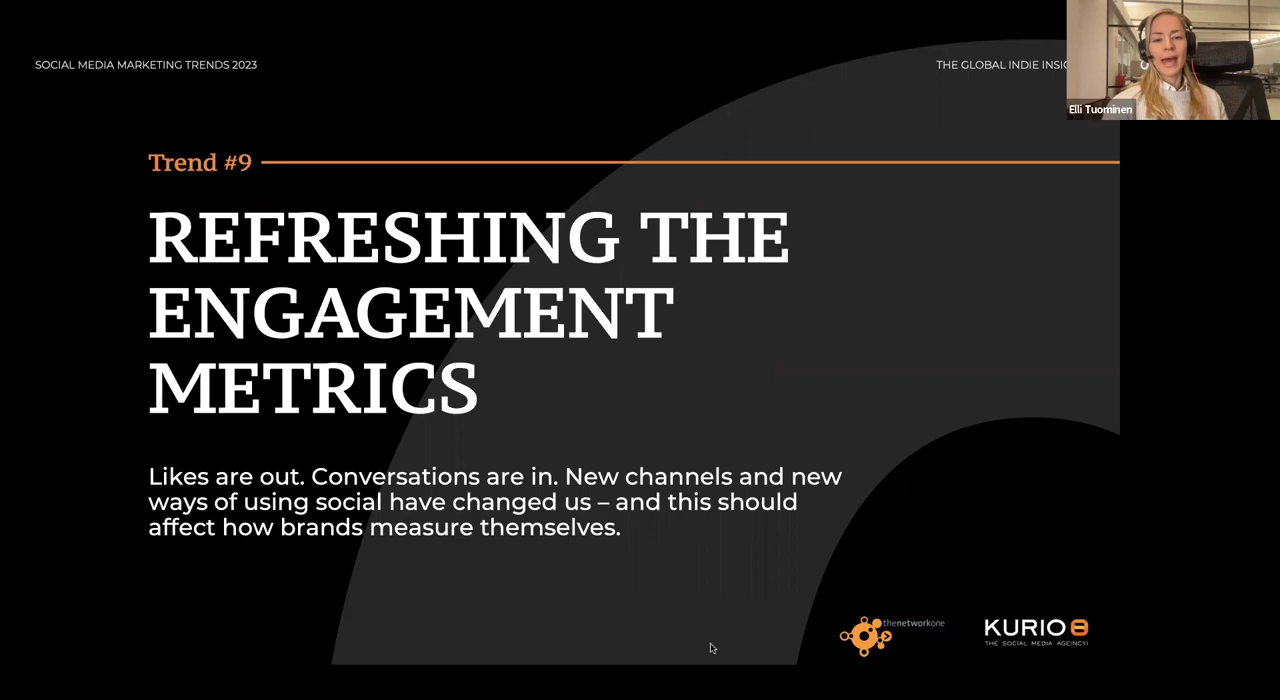 SOCIAL MEDIA MARKETING TRENDS 2023
THE GLOBAL INDIE
Elli Tuominen
Trend #9
REFRESHING THE
ENGAGEMENT
METRICS
Likes are out. Conversations are in. New channels and new
ways of using social have changed us – and this should
affect how brands measure themselves.
thenetworkone
KURIO
THE SOCIAL MEDIA AGEINCY!